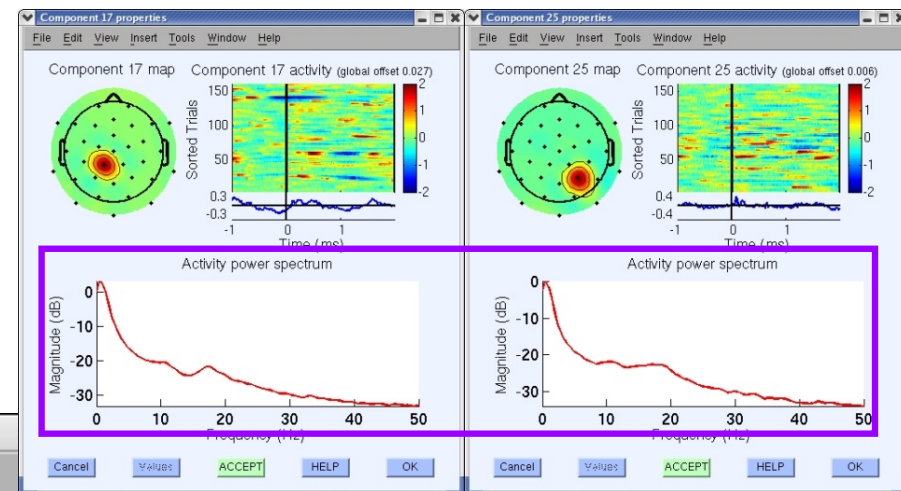 Component 17 properties
File Edit View Insert Tools Window Help
Component 17 map
Component 17 activity (global offset 0.027)
Sorted Trials
150
100
50
2
1
0
-1
-2
0.3
-0.3
-1 0 1
Time (ms)
Activity power spectrum
Magnitude (dB)
0
-10
-20
-30
0 10 20 30 40 50
Frequency (Hz)
Cancel Values ACCEPT HELP OK
Component 25 properties
File Edit View Insert Tools Window Help
Component 25 map
Component 25 activity (global offset 0.006)
Sorted Trials
150
100
50
2
1
0
-1
-2
0.4
-0.4
-1 0 1
Time (ms)
Activity power spectrum
Magnitude (dB)
0
-10
-20
-30
0 10 20 30 40 50
Frequency (Hz)
Cancel Values ACCEPT HELP OK